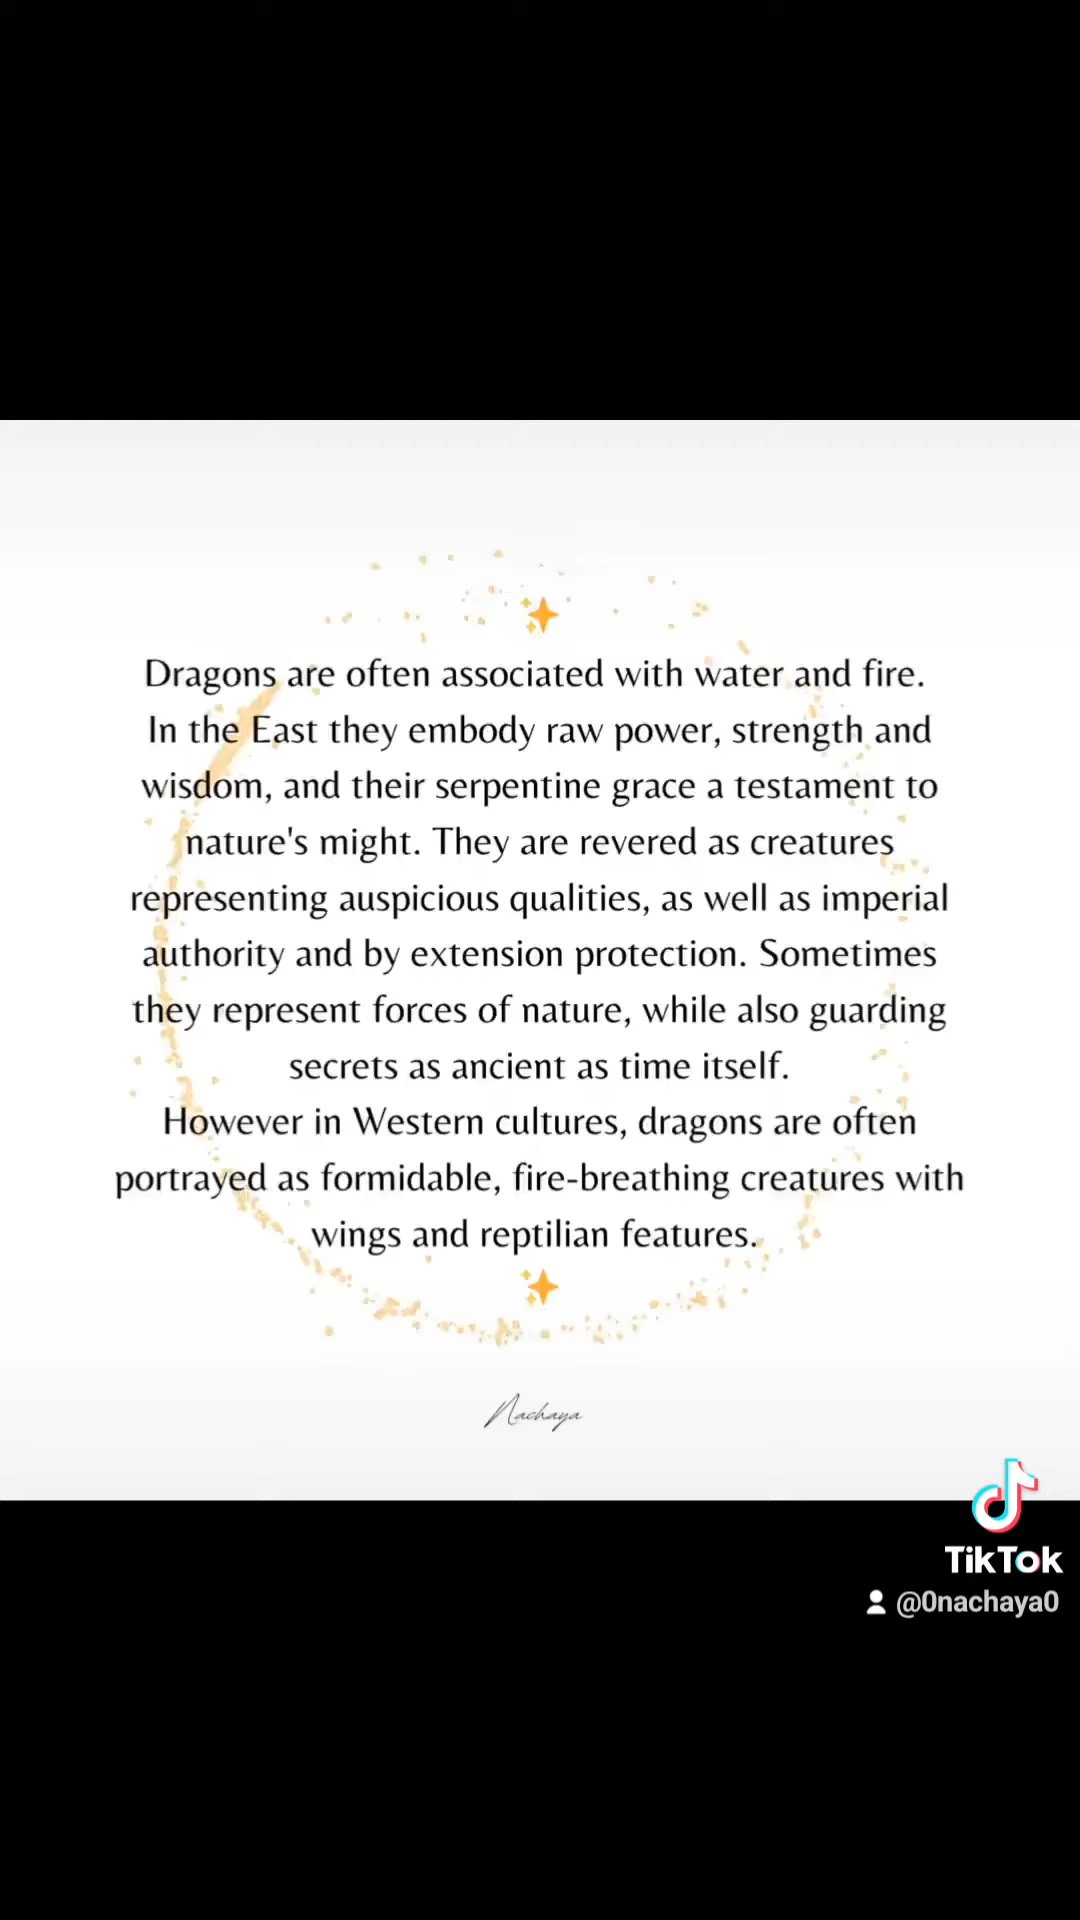 Dragons are often associated with water and fire.
In the East they embody raw power, strength and
wisdom, and their serpentine grace a testament to
nature's might. They are revered as creatures
representing auspicious qualities, as well as imperial
authority and by extension protection. Sometimes
they represent forces of nature, while also guarding
secrets as ancient as time itself.
However in Western cultures, dragons are often
portrayed as formidable, fire-breathing creatures with
wings and reptilian features.
Nachaya
TikTok
@0nachaya0